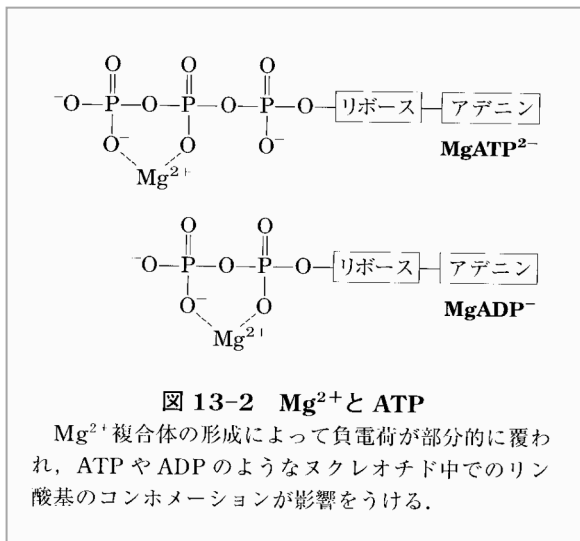 O O O
⁻O—P—O—P—O—P—O—リボース—アデニン
O⁻ O O⁻ MgATP²⁻
Mg²⁺
O O
⁻O—P—O—P—O—リボース—アデニン
O⁻ O MgADP⁻
Mg²⁺
図 13-2 Mg²⁺と ATP
Mg²⁺複合体の形成によって負電荷が部分的に覆わ
れ，ATP や ADP のようなヌクレオチド中でのリン
酸基のコンホメーションが影響をうける．